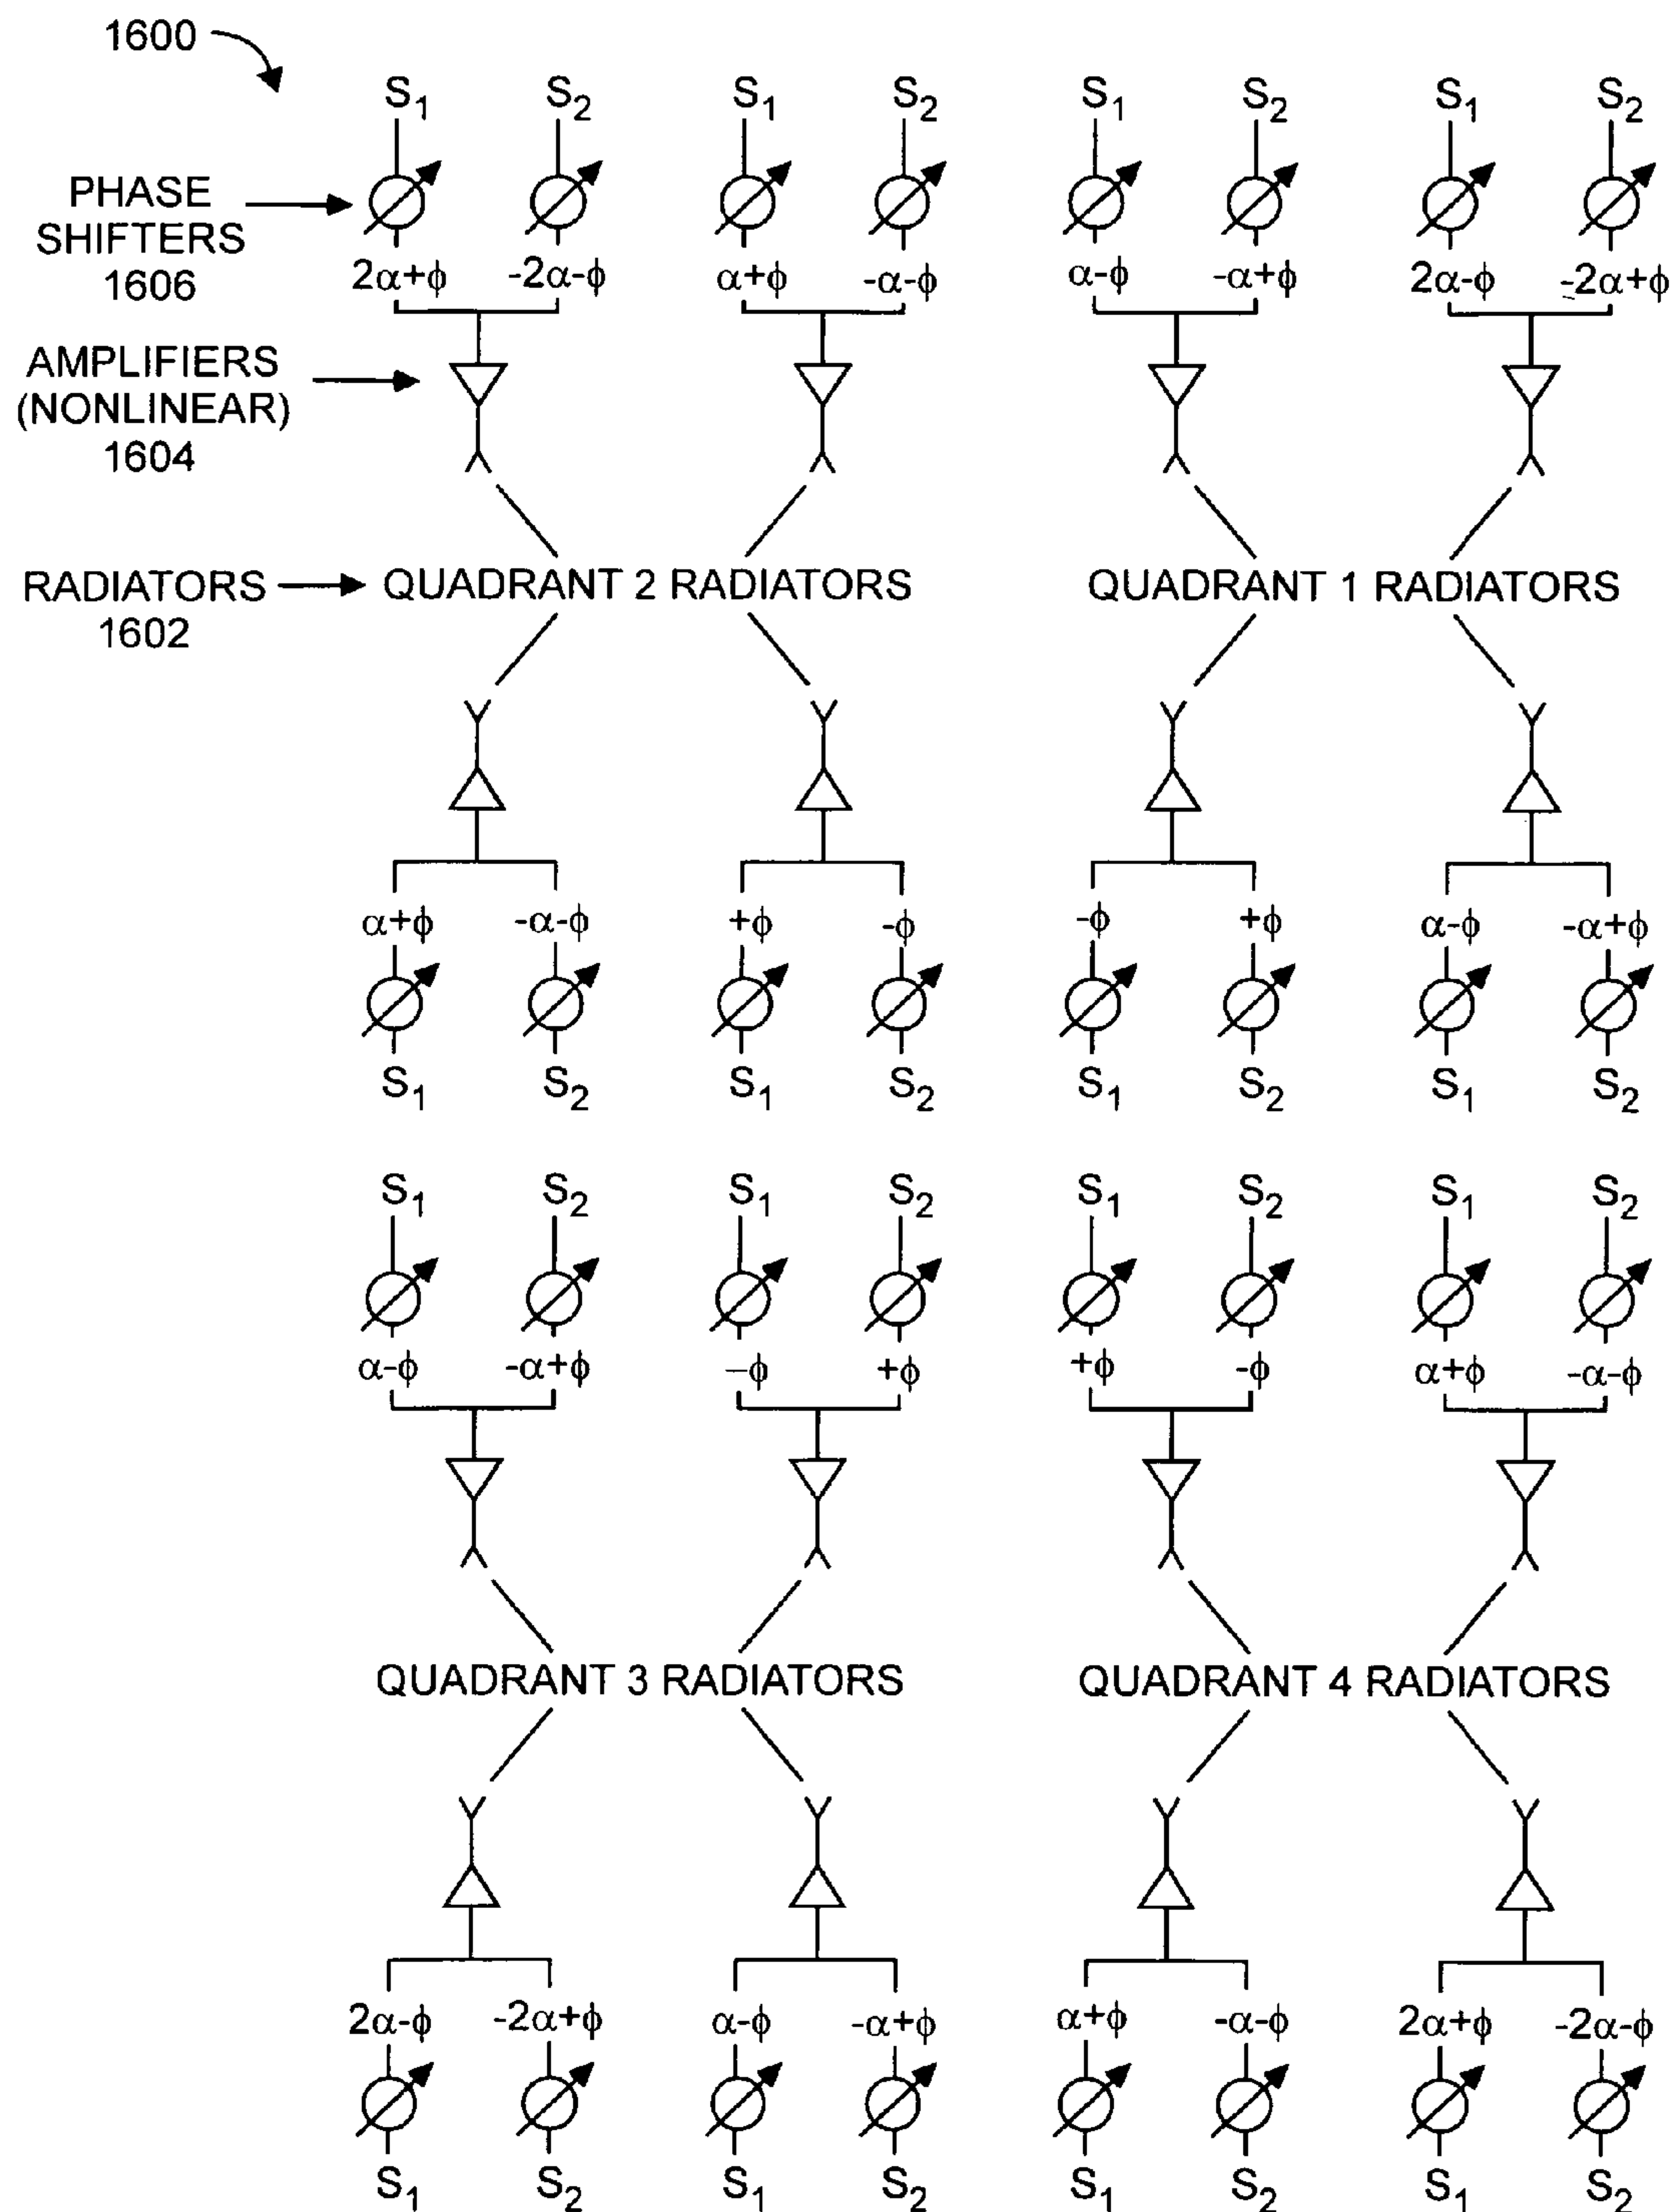 1600
S1 S2 S1 S2 S1 S2 S1 S2
PHASE
SHIFTERS
1606
2α+ϕ -2α-ϕ α+ϕ -α-ϕ α-ϕ -α+ϕ 2α-ϕ -2α+ϕ
AMPLIFIERS
(NONLINEAR)
1604
RADIATORS
1602
QUADRANT 2 RADIATORS QUADRANT 1 RADIATORS
α+ϕ -α-ϕ +ϕ -ϕ -ϕ +ϕ α-ϕ -α+ϕ
S1 S2 S1 S2 S1 S2 S1 S2
S1 S2 S1 S2 S1 S2 S1 S2
α-ϕ -α+ϕ -ϕ +ϕ +ϕ -ϕ α+ϕ -α-ϕ
QUADRANT 3 RADIATORS QUADRANT 4 RADIATORS
2α-ϕ -2α+ϕ α-ϕ -α+ϕ α+ϕ -α-ϕ 2α+ϕ -2α-ϕ
S1 S2 S1 S2 S1 S2 S1 S2